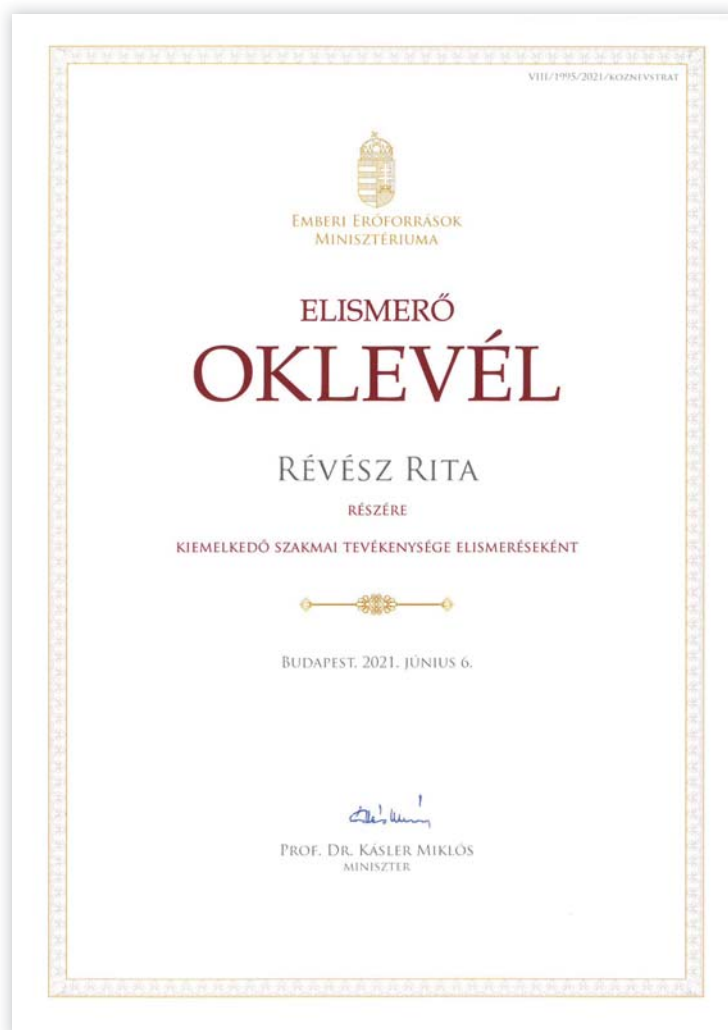 VIII/1995/2021/KOZNEVSTRAT
EMBERI ERŐFORRÁSOK
MINISZTÉRIUMA
ELISMERŐ
OKLEVÉL
RÉVÉSZ RITA
RÉSZÉRE
KIEMELKEDŐ SZAKMAI TEVÉKENYSÉGE ELISMERÉSEKÉNT
BUDAPEST, 2021. JÚNIUS 6.
PROF. DR. KÁSLER MIKLÓS
MINISZTER